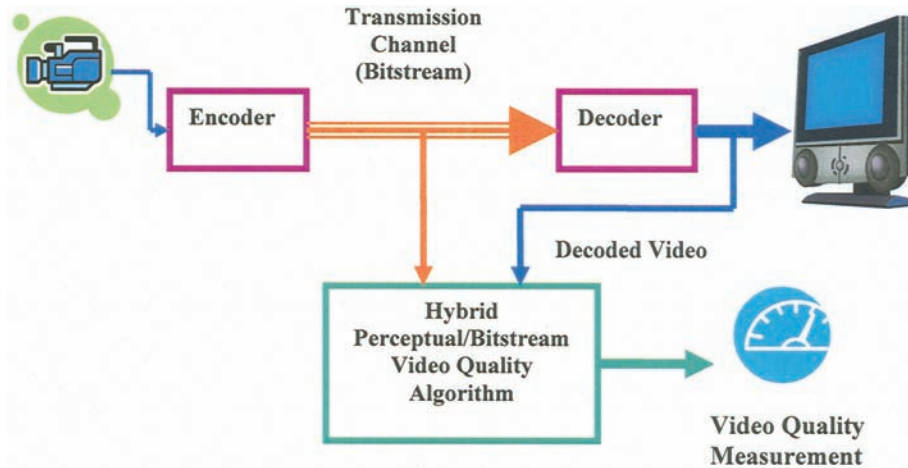 Transmission
Channel
(Bitstream)
Encoder
Decoder
Decoded Video
Hybrid
Perceptual/Bitstream
Video Quality
Algorithm
Video Quality
Measurement